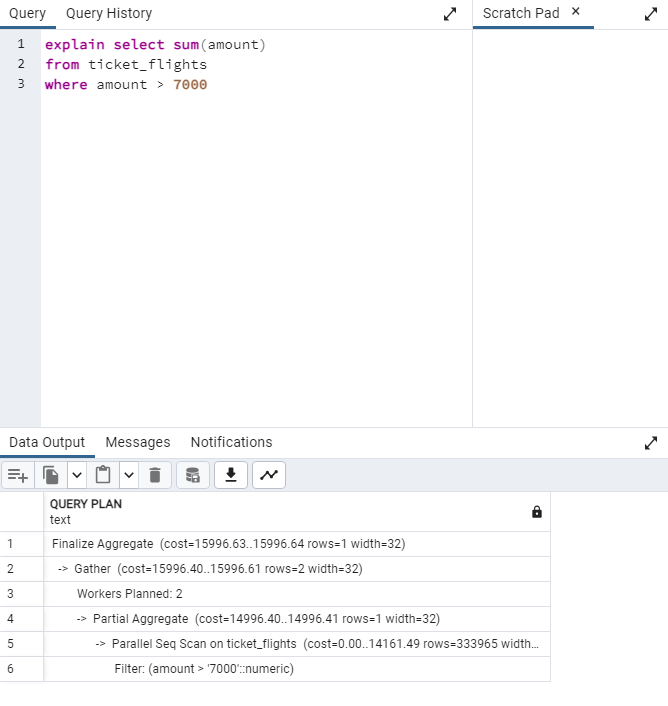 Query Query History Scratch Pad ×
1 explain select sum(amount)
2 from ticket_flights
3 where amount > 7000
Data Output Messages Notifications
QUERY PLAN
text
1 Finalize Aggregate (cost=15996.63..15996.64 rows=1 width=32)
2 -> Gather (cost=15996.40..15996.61 rows=2 width=32)
3 Workers Planned: 2
4 -> Partial Aggregate (cost=14996.40..14996.41 rows=1 width=32)
5 -> Parallel Seq Scan on ticket_flights (cost=0.00..14161.49 rows=333965 width…
6 Filter: (amount > '7000'::numeric)